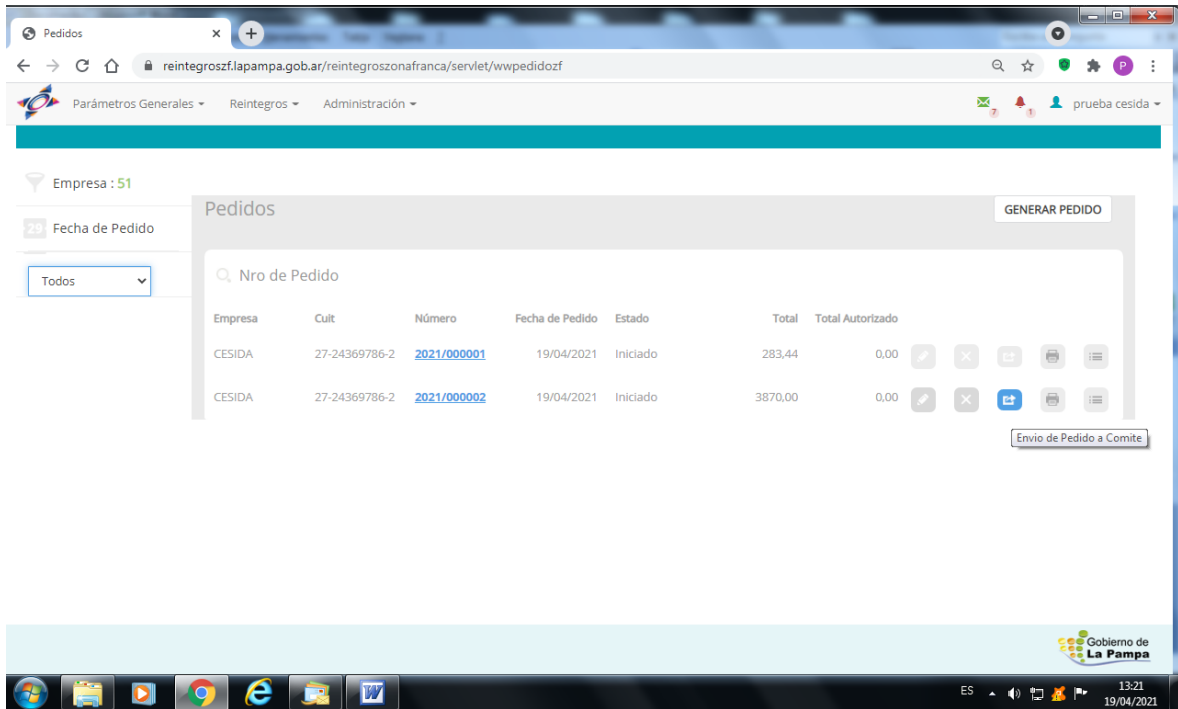 Pedidos
reintegroszf.lapampa.gob.ar/reintegroszonafranca/servlet/wwpedidozf
P
Parámetros Generales Reintegros Administración 7 1 prueba cesida
Empresa : 51
Pedidos GENERAR PEDIDO
29 Fecha de Pedido
Todos
Nro de Pedido
Empresa Cuit Número Fecha de Pedido Estado Total Total Autorizado
CESIDA 27-24369786-2 2021/000001 19/04/2021 Iniciado 283,44 0,00
CESIDA 27-24369786-2 2021/000002 19/04/2021 Iniciado 3870,00 0,00
Envio de Pedido a Comite
Gobierno de
La Pampa
ES 13:21
19/04/2021